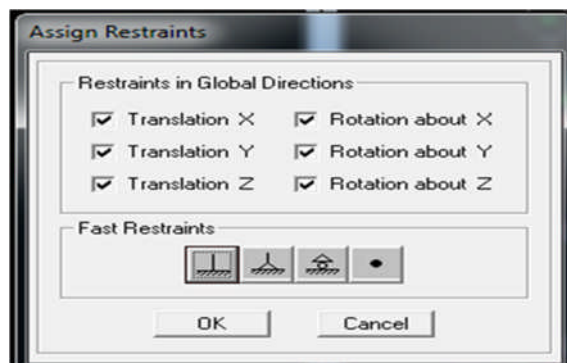 Assign Restraints
Restraints in Global Directions
Translation X Rotation about X
Translation Y Rotation about Y
Translation Z Rotation about Z
Fast Restraints
OK Cancel